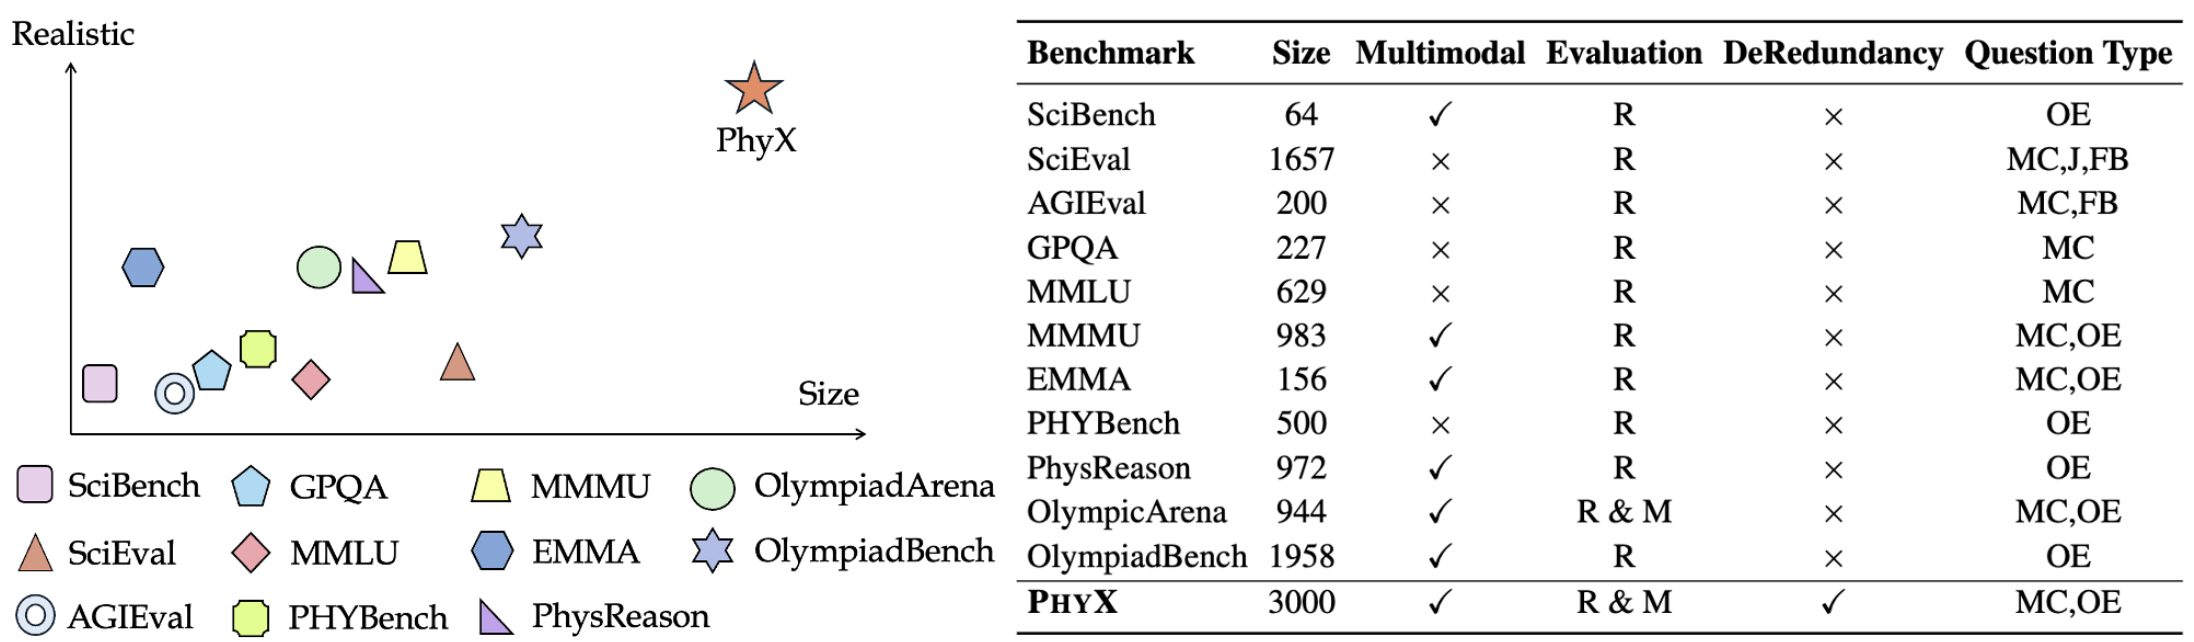 Realistic
PhyX
Size
SciBench GPQA MMMU OlympiadArena
SciEval MMLU EMMA OlympiadBench
AGIEval PHYBench PhysReason
Benchmark Size Multimodal Evaluation DeRedundancy Question Type
SciBench 64 ✓ R × OE
SciEval 1657 × R × MC,J,FB
AGIEval 200 × R × MC,FB
GPQA 227 × R × MC
MMLU 629 × R × MC
MMMU 983 ✓ R × MC,OE
EMMA 156 ✓ R × MC,OE
PHYBench 500 × R × OE
PhysReason 972 ✓ R × OE
OlympicArena 944 ✓ R & M × MC,OE
OlympiadBench 1958 ✓ R × OE
PHYX 3000 ✓ R & M ✓ MC,OE